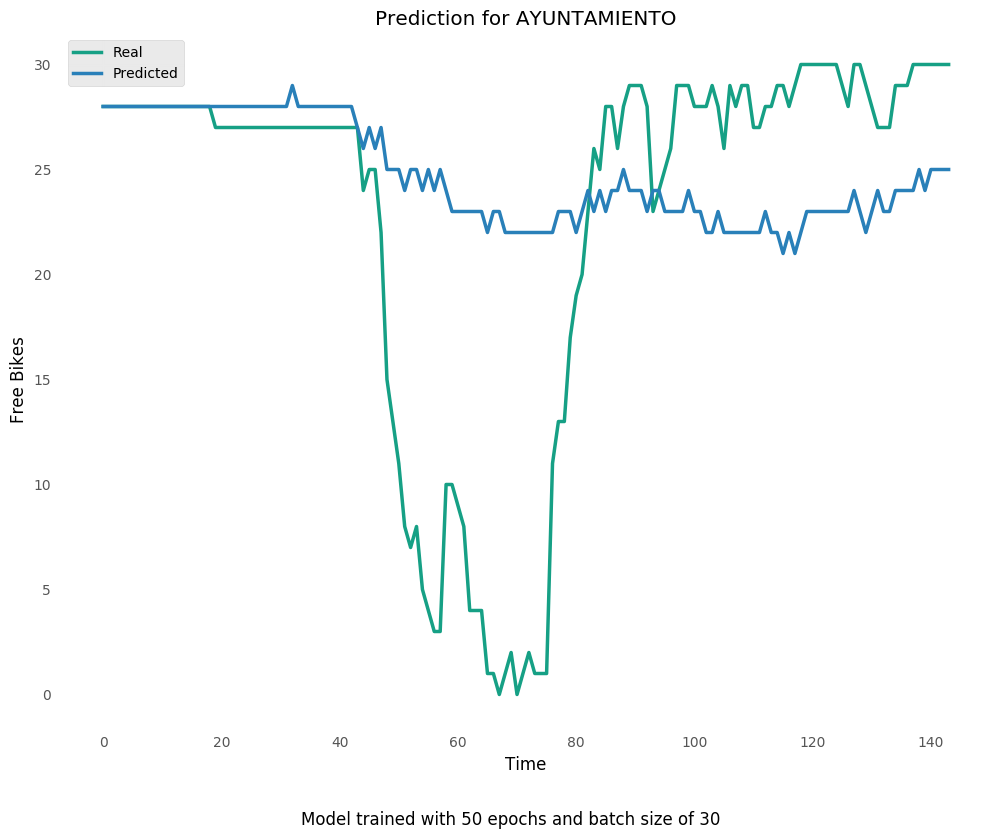 Prediction for AYUNTAMIENTO
Real
Predicted
30
25
20
15
10
5
0
Free Bikes
0 20 40 60 80 100 120 140
Time
Model trained with 50 epochs and batch size of 30